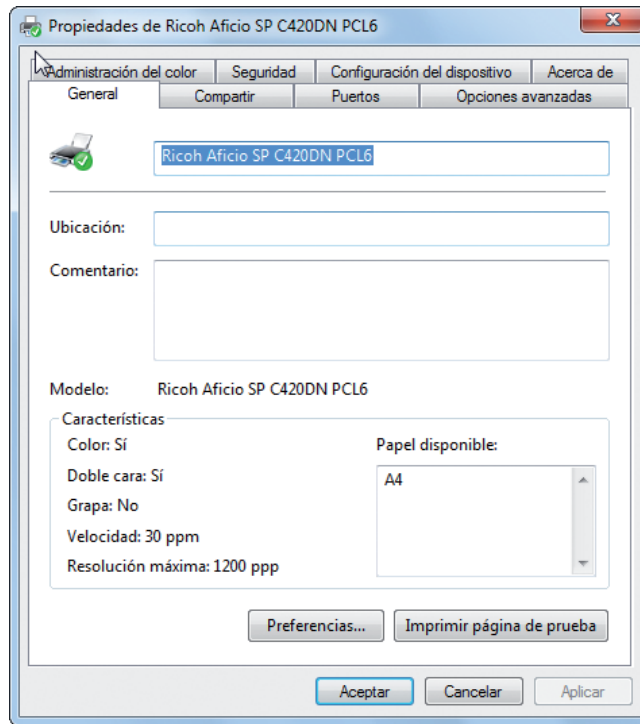 Propiedades de Ricoh Aficio SP C420DN PCL6
Administración del color Seguridad Configuración del dispositivo Acerca de
General Compartir Puertos Opciones avanzadas
Ricoh Aficio SP C420DN PCL6
Ubicación:
Comentario:
Modelo: Ricoh Aficio SP C420DN PCL6
Características
Color: Sí Papel disponible:
Doble cara: Sí A4
Grapa: No
Velocidad: 30 ppm
Resolución máxima: 1200 ppp
Preferencias... Imprimir página de prueba
Aceptar Cancelar Aplicar